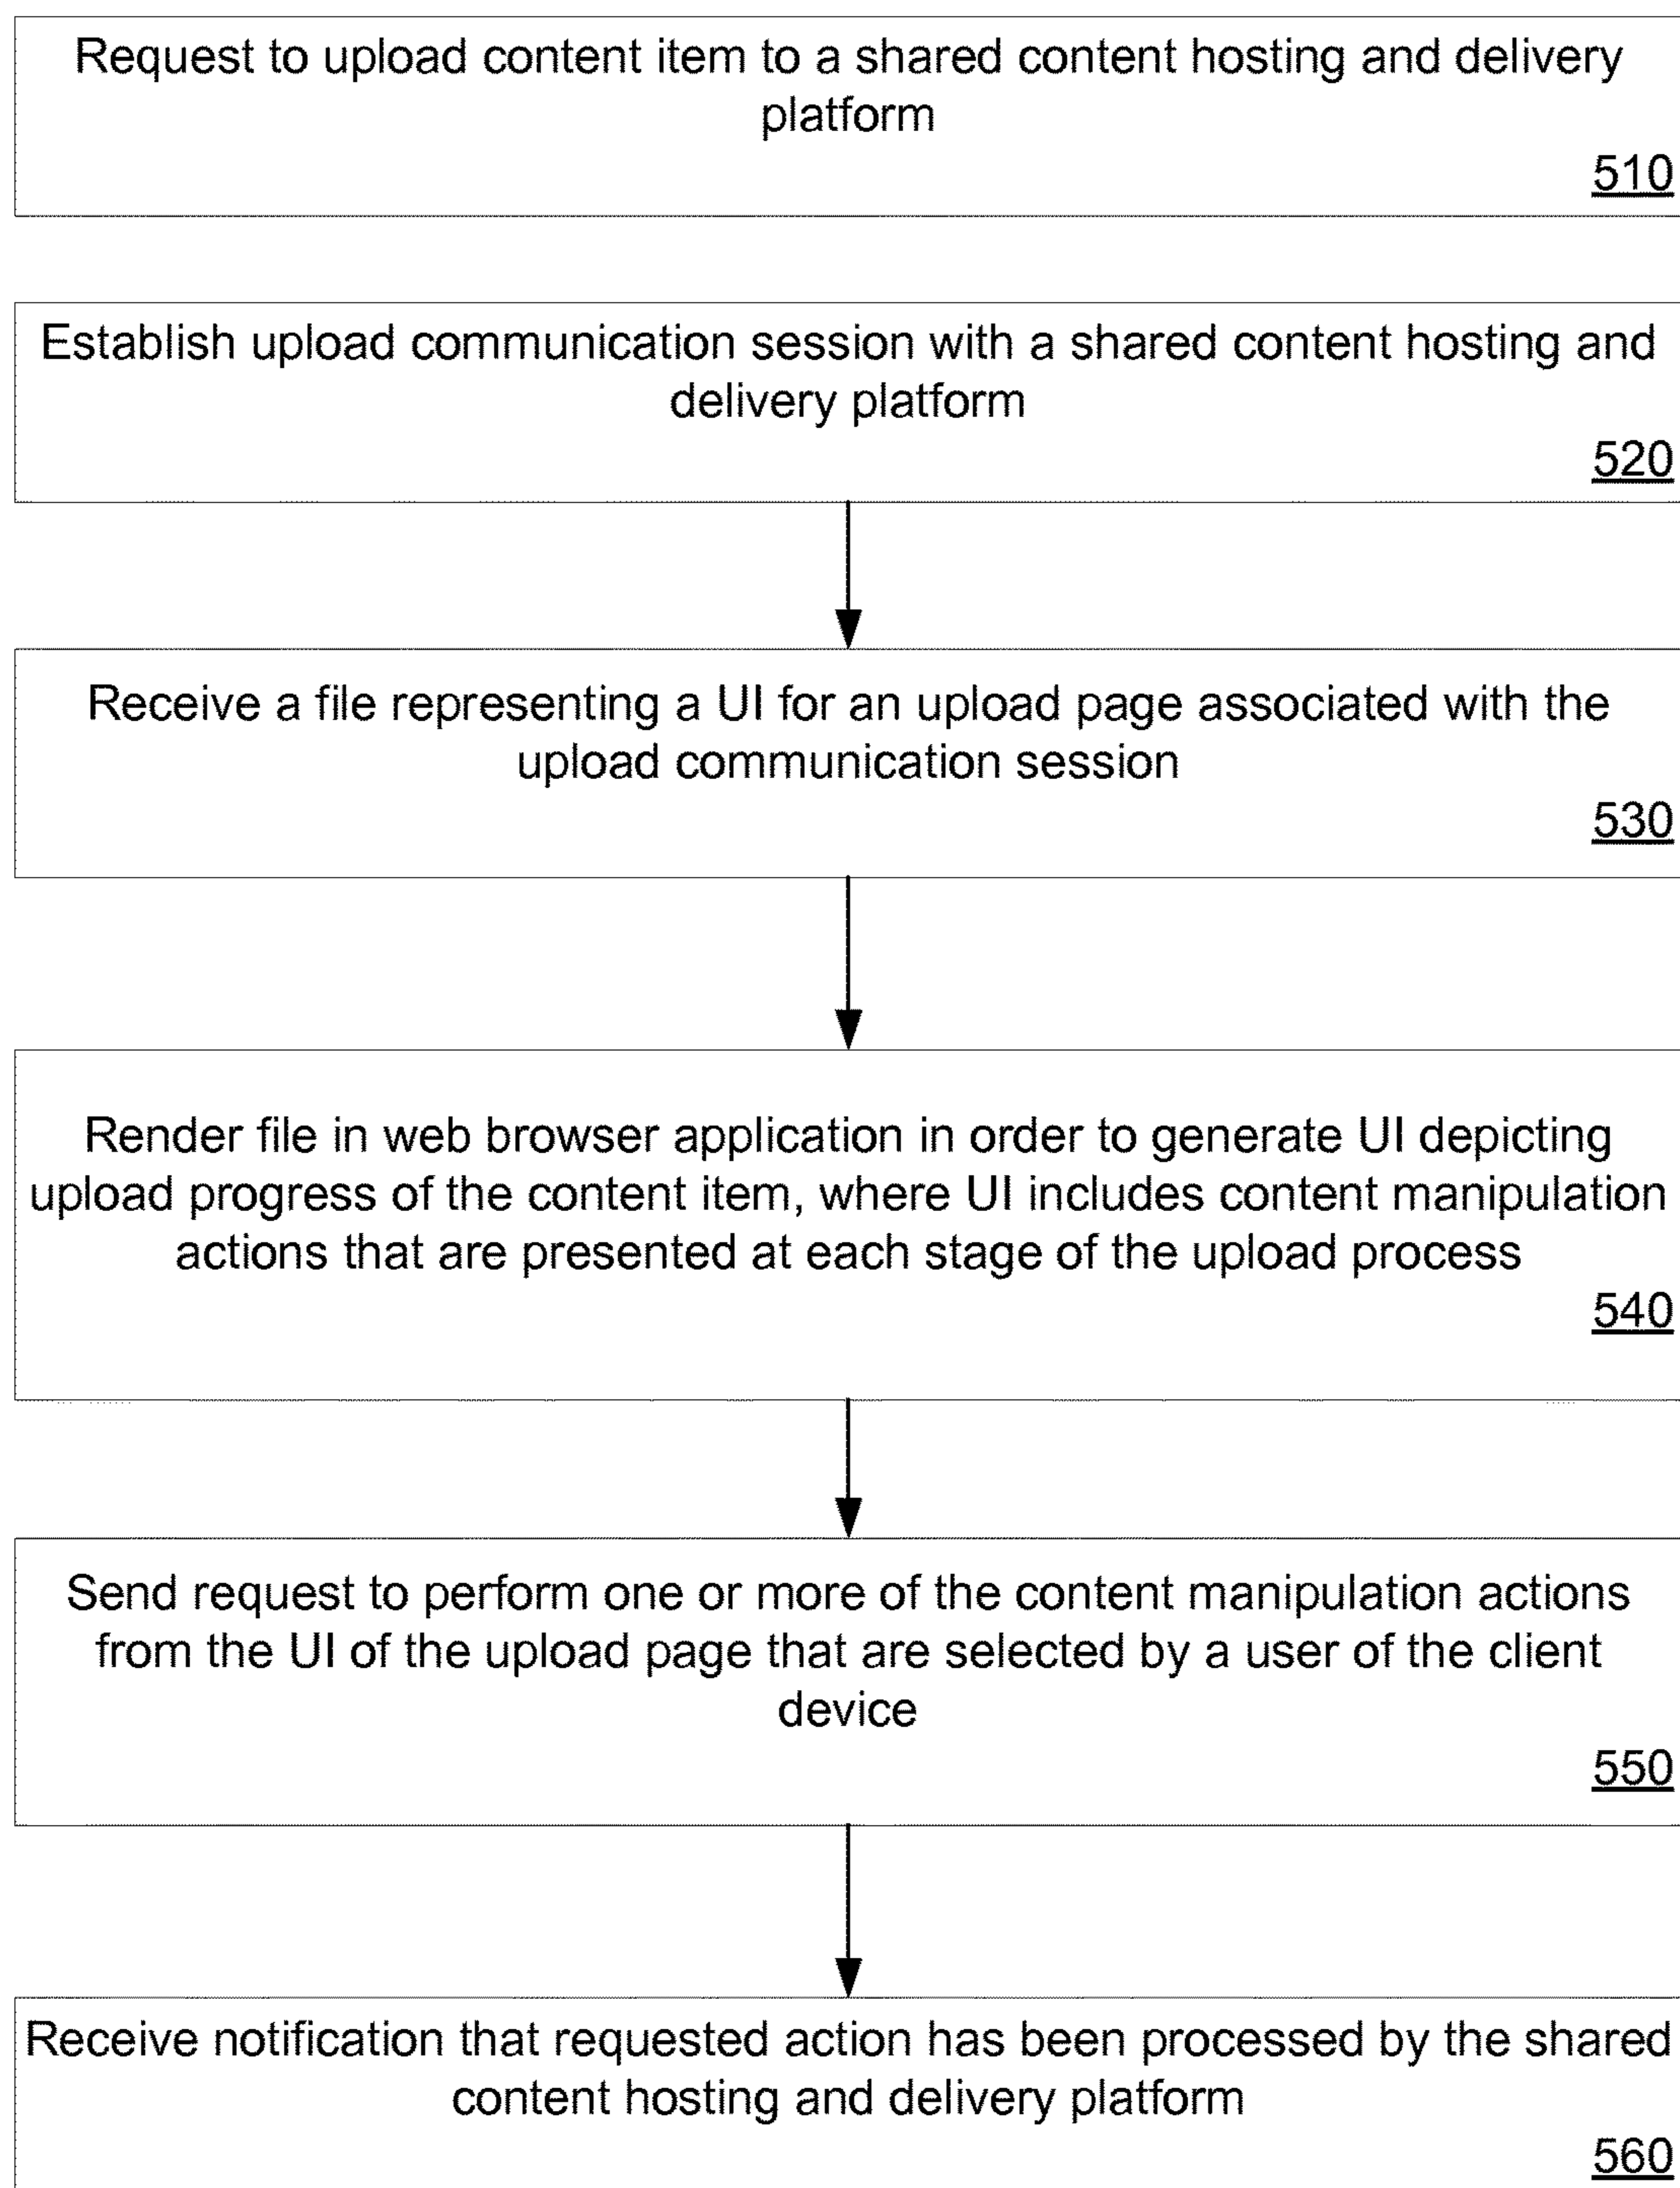 Request to upload content item to a shared content hosting and delivery
platform
510
Establish upload communication session with a shared content hosting and
delivery platform
520
Receive a file representing a UI for an upload page associated with the
upload communication session
530
Render file in web browser application in order to generate UI depicting
upload progress of the content item, where UI includes content manipulation
actions that are presented at each stage of the upload process
540
Send request to perform one or more of the content manipulation actions
from the UI of the upload page that are selected by a user of the client
device
550
Receive notification that requested action has been processed by the shared
content hosting and delivery platform
560